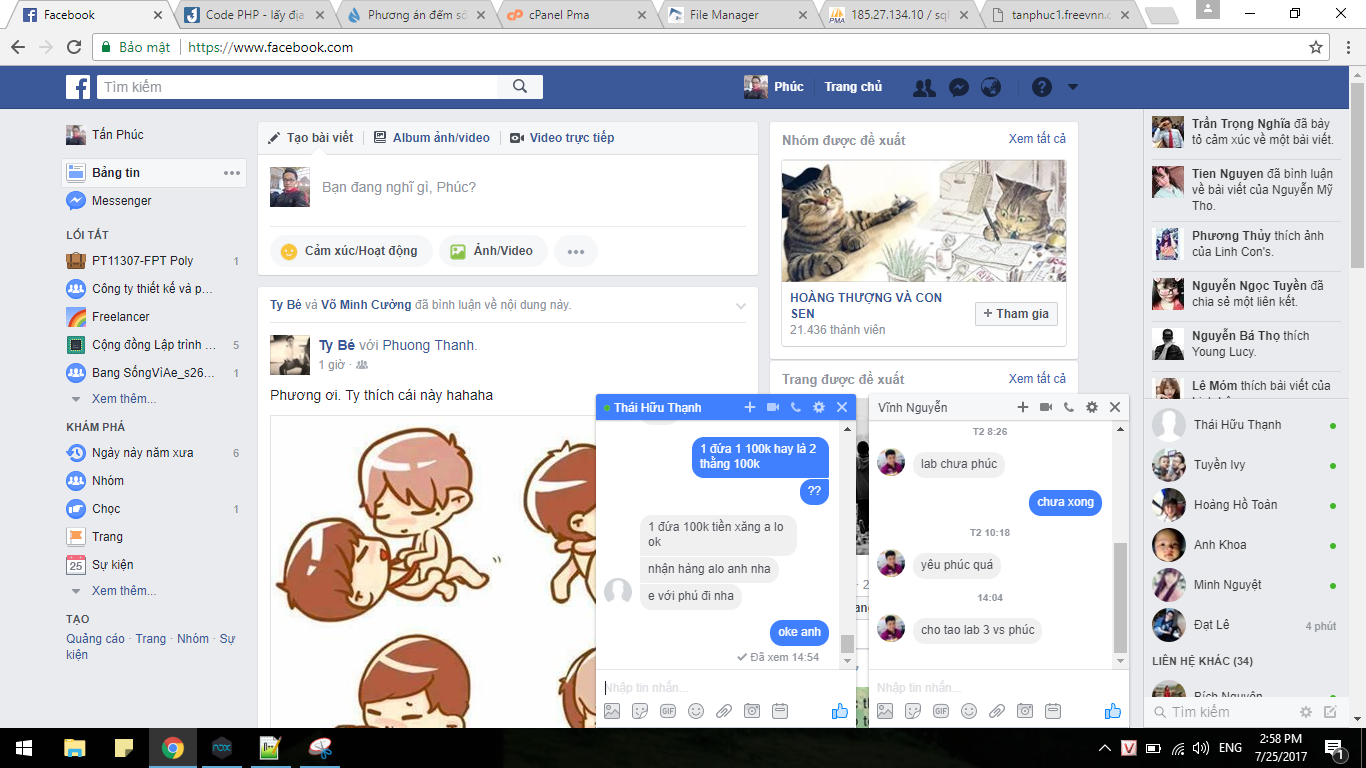 Facebook
Code PHP - lấy địa
Phương án đếm số
cPanel Pma
File Manager
185.27.134.10 / sql
tanphuc1.freevnn.c
Bảo mật
https://www.facebook.com
Tìm kiếm
Phúc
Trang chủ
Tấn Phúc
Bảng tin
Messenger
LỐI TẮT
PT11307-FPT Poly 1
Công ty thiết kế và p...
Freelancer
Cộng đồng Lập trình ... 5
Bang SốngVìAe_s26... 1
Xem thêm...
KHÁM PHÁ
Ngày này năm xưa 6
Nhóm
Chọc 1
Trang
Sự kiện
25
Xem thêm...
TẠO
Quảng cáo · Trang · Nhóm · Sự
kiện
Tạo bài viết
Album ảnh/video
Video trực tiếp
Bạn đang nghĩ gì, Phúc?
Cảm xúc/Hoạt động
Ảnh/Video
Ty Bé và Võ Minh Cường đã bình luận về nội dung này.
Ty Bé với Phuong Thanh.
1 giờ
Phương ơi. Ty thích cái này hahaha
Nhóm được đề xuất
Xem tất cả
HOÀNG THƯỢNG VÀ CON
SEN
21.436 thành viên
+ Tham gia
Trang được đề xuất
Xem tất cả
Thái Hữu Thạnh
1 đứa 1 100k hay là 2
thằng 100k
??
1 đứa 100k tiền xăng a lo
ok
nhận hàng alo anh nha
e với phú đi nha
oke anh
Đã xem 14:54
Nhập tin nhắn...
GIF
Vĩnh Nguyễn
T2 8:26
lab chưa phúc
chưa xong
T2 10:18
yêu phúc quá
14:04
cho tao lab 3 vs phúc
Nhập tin nhắn...
GIF
Trần Trọng Nghĩa đã bày
tỏ cảm xúc về một bài viết.
Tien Nguyen đã bình luận
về bài viết của Nguyễn Mỹ
Tho.
Phương Thủy thích ảnh
của Linh Con's.
Nguyễn Ngọc Tuyền đã
chia sẻ một liên kết.
Nguyễn Bá Thọ thích
Young Lucy.
Lê Móm thích bài viết của
Thái Hữu Thạnh
Tuyền Ivy
Hoàng Hồ Toán
Anh Khoa
Minh Nguyệt
Đạt Lê
4 phút
LIÊN HỆ KHÁC (34)
Bích Nguyên
Tìm kiếm
nox
ENG
2:58 PM
7/25/2017
1